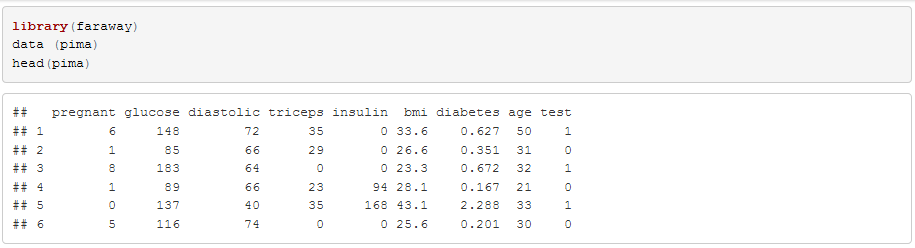 library(faraway)
data (pima)
head(pima)
##   pregnant glucose diastolic triceps insulin  bmi diabetes age test
## 1        6     148        72      35       0 33.6    0.627  50    1
## 2        1      85        66      29       0 26.6    0.351  31    0
## 3        8     183        64       0       0 23.3    0.672  32    1
## 4        1      89        66      23      94 28.1    0.167  21    0
## 5        0     137        40      35     168 43.1    2.288  33    1
## 6        5     116        74       0       0 25.6    0.201  30    0